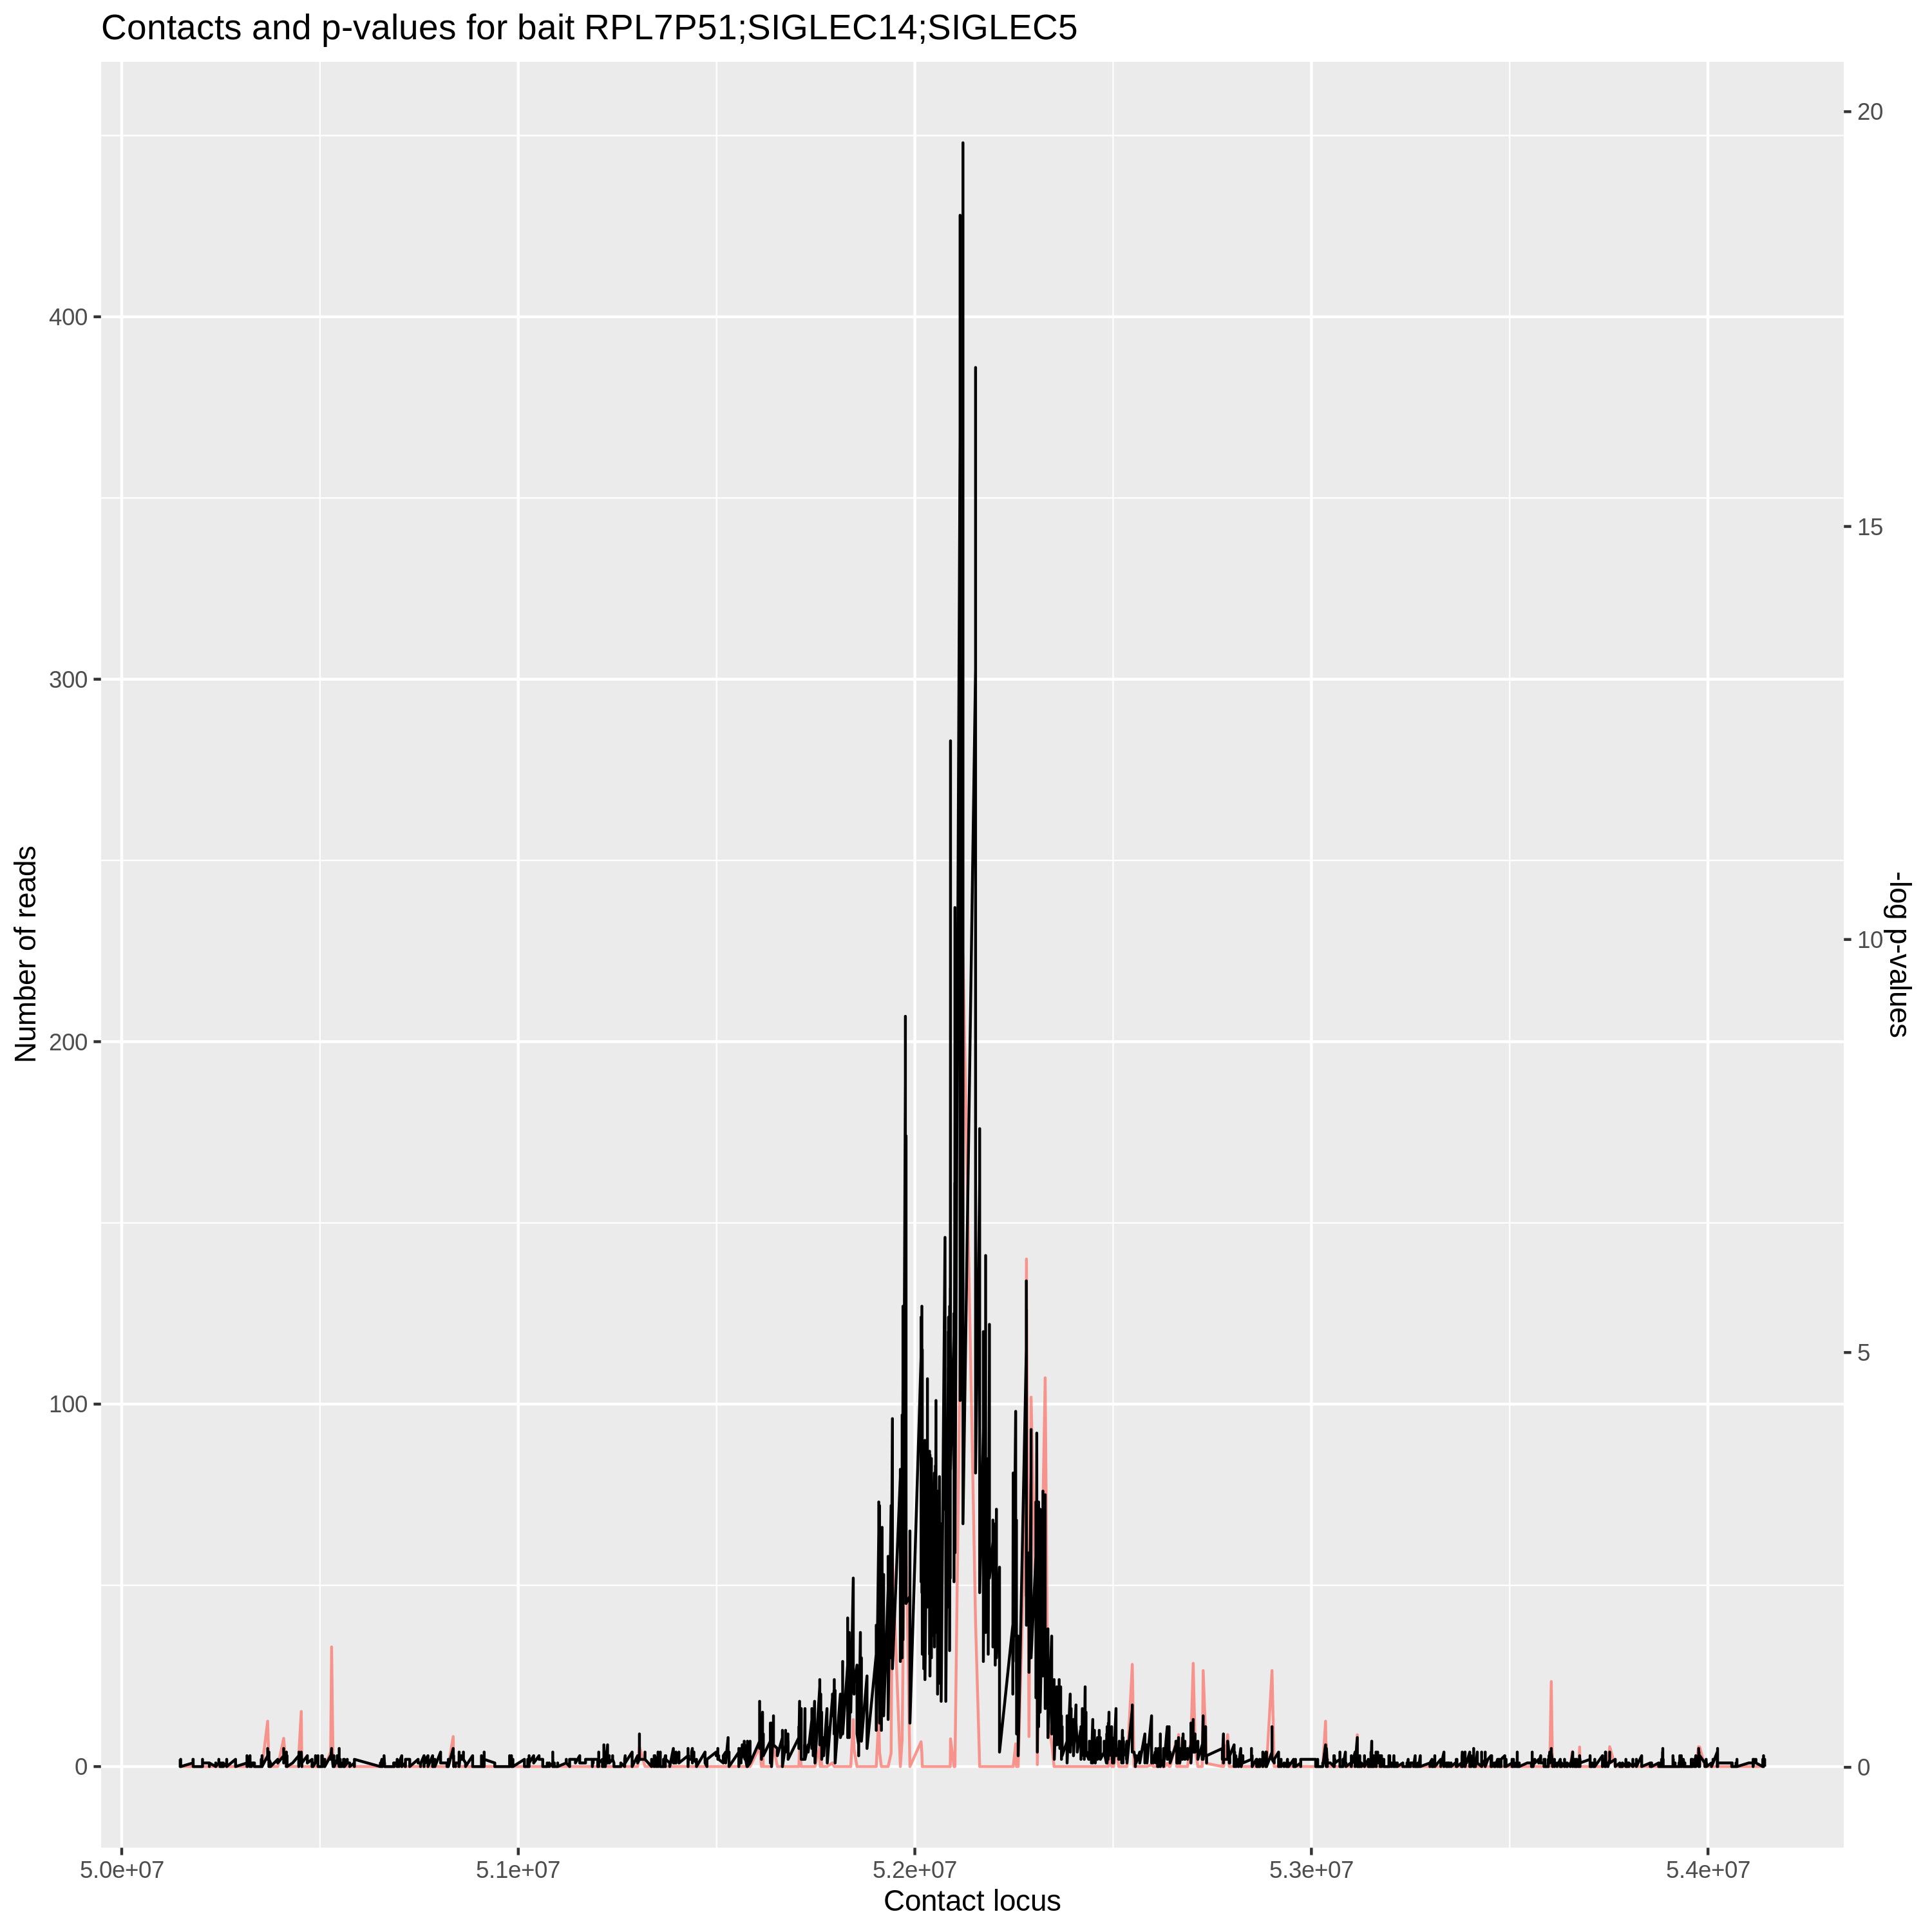 Contacts and p-values for bait RPL7P51;SIGLEC14;SIGLEC5
Number of reads
400
300
200
100
0
20
15
10
5
0
-log p-values
5.0e+07
5.1e+07
5.2e+07
5.3e+07
5.4e+07
Contact locus